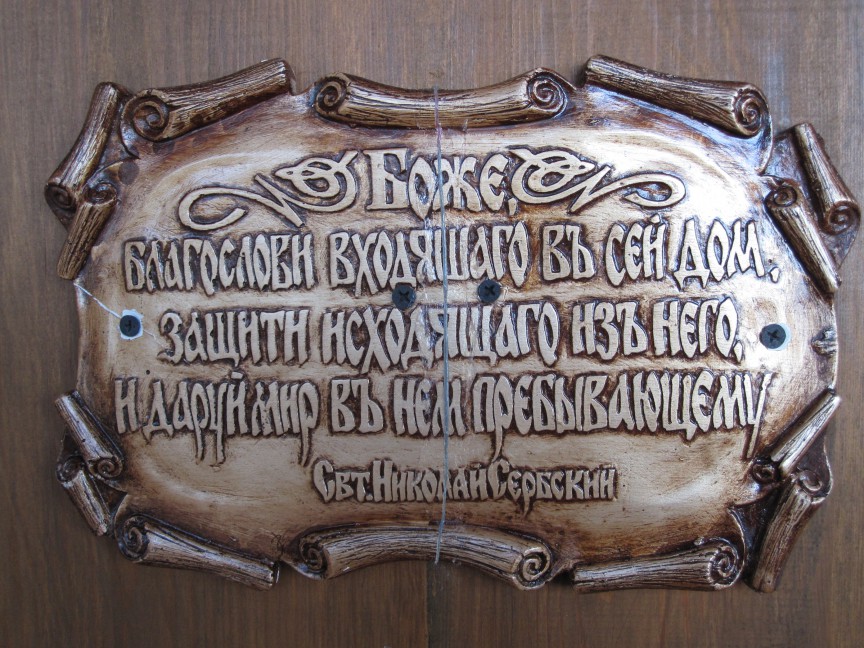 Боже,
благослови входящаго въ сей дом,
защити исходящаго изъ него,
и даруй мир въ нем пребывающему
Свт. Николай Сербский